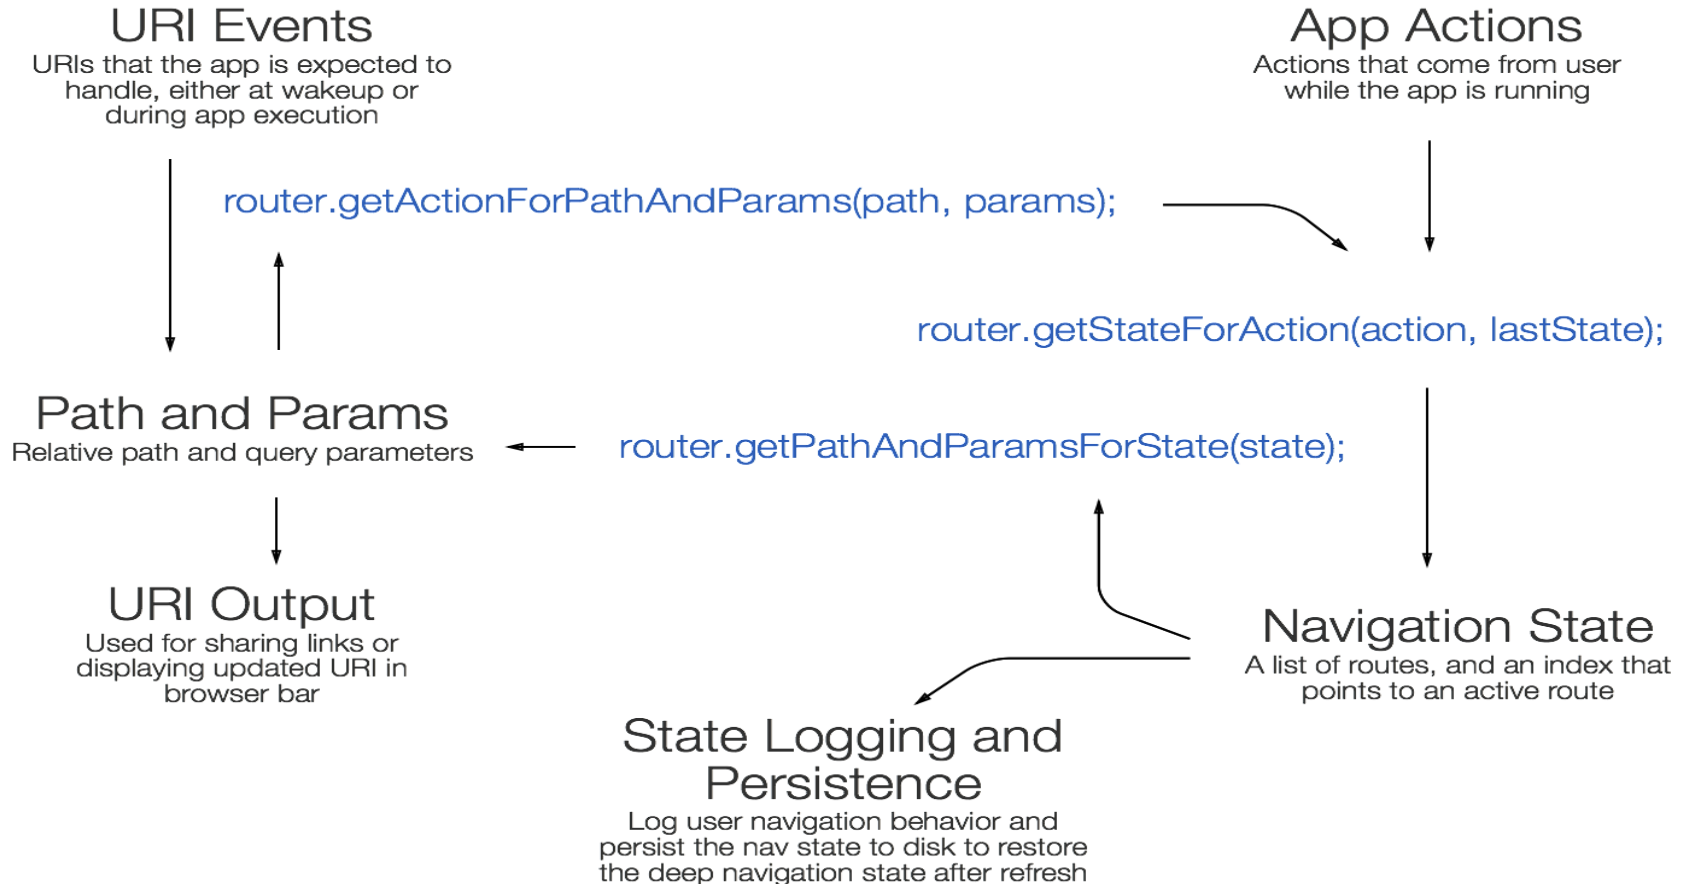 URI Events
URIs that the app is expected to
handle, either at wakeup or
during app execution
App Actions
Actions that come from user
while the app is running
router.getActionForPathAndParams(path, params);
router.getStateForAction(action, lastState);
Path and Params
Relative path and query parameters
router.getPathAndParamsForState(state);
URI Output
Used for sharing links or
displaying updated URI in
browser bar
Navigation State
A list of routes, and an index that
points to an active route
State Logging and
Persistence
Log user navigation behavior and
persist the nav state to disk to restore
the deep navigation state after refresh